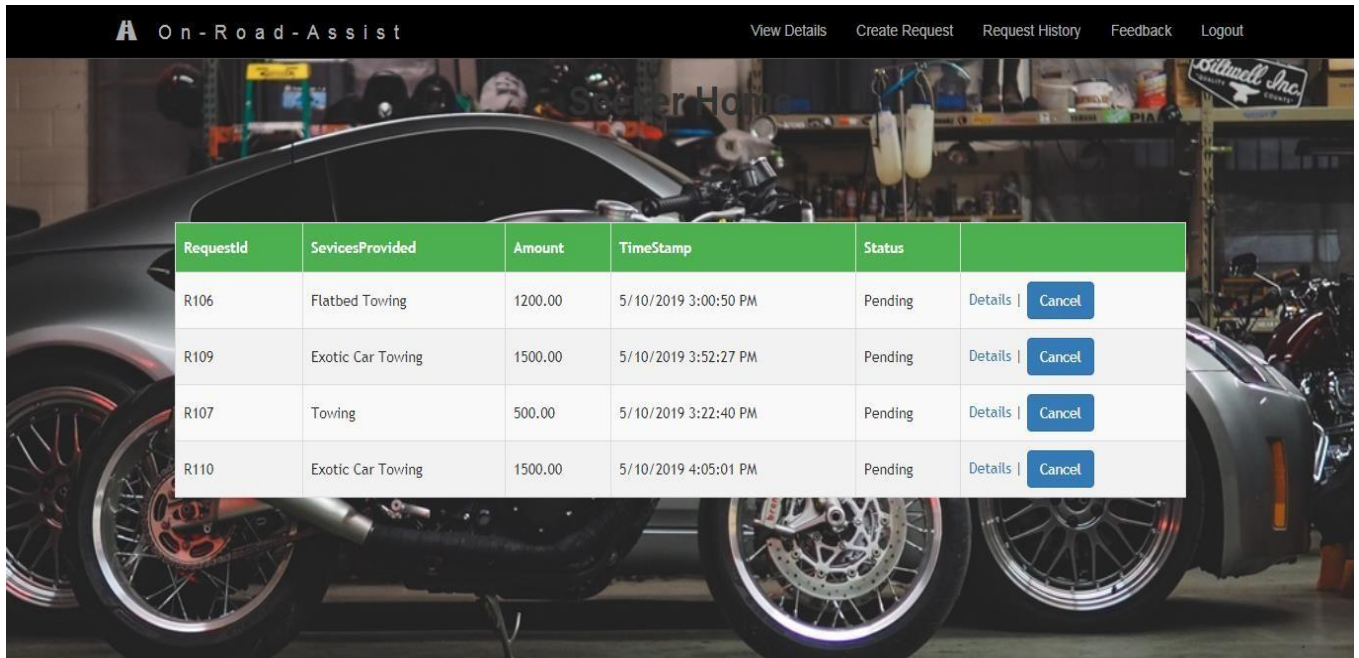 On-Road-Assist View Details Create Request Request History Feedback Logout
Seeker Home
Biltwell Inc.
RequestId SevicesProvided Amount TimeStamp Status
R106 Flatbed Towing 1200.00 5/10/2019 3:00:50 PM Pending Details | Cancel
R109 Exotic Car Towing 1500.00 5/10/2019 3:52:27 PM Pending Details | Cancel
R107 Towing 500.00 5/10/2019 3:22:40 PM Pending Details | Cancel
R110 Exotic Car Towing 1500.00 5/10/2019 4:05:01 PM Pending Details | Cancel